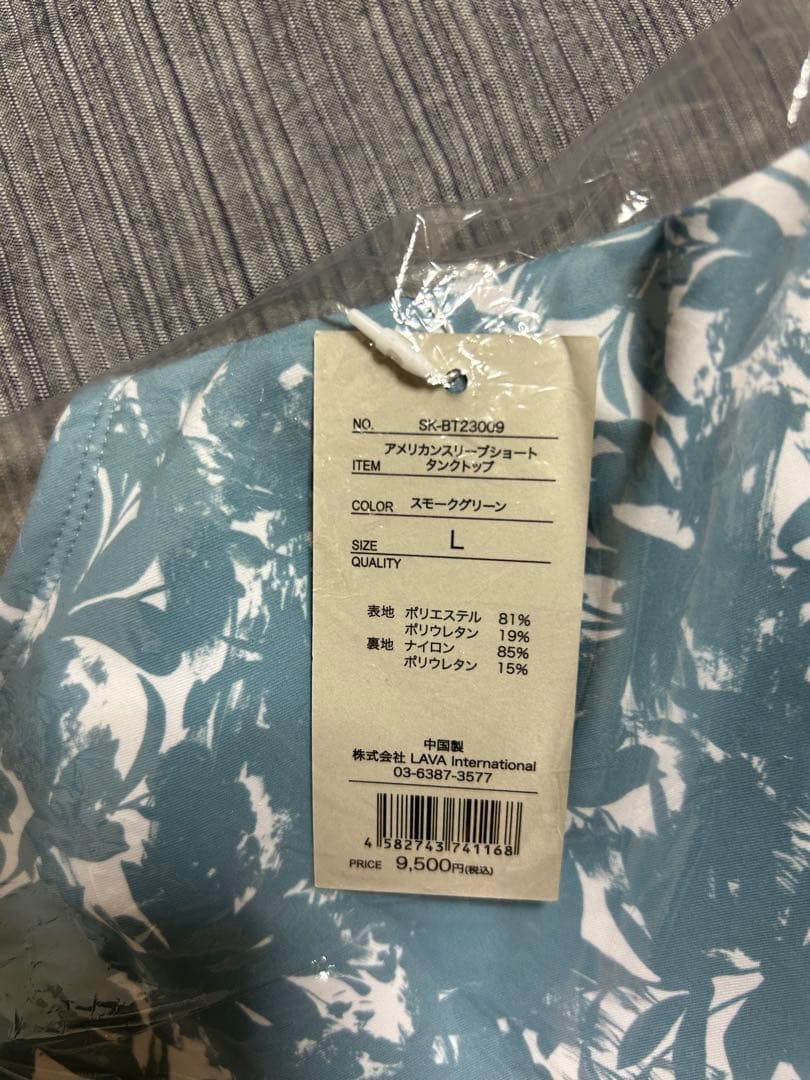 NO. SK-BT23009
アメリカンスリーブショート
ITEM タンクトップ
COLOR スモークグリーン
SIZE L
QUALITY
表地 ポリエステル 81%
ポリウレタン 19%
裏地 ナイロン 85%
ポリウレタン 15%
中国製
株式会社 LAVA International
03-6387-3577
4 582743 741168
PRICE 9,500円(税込)